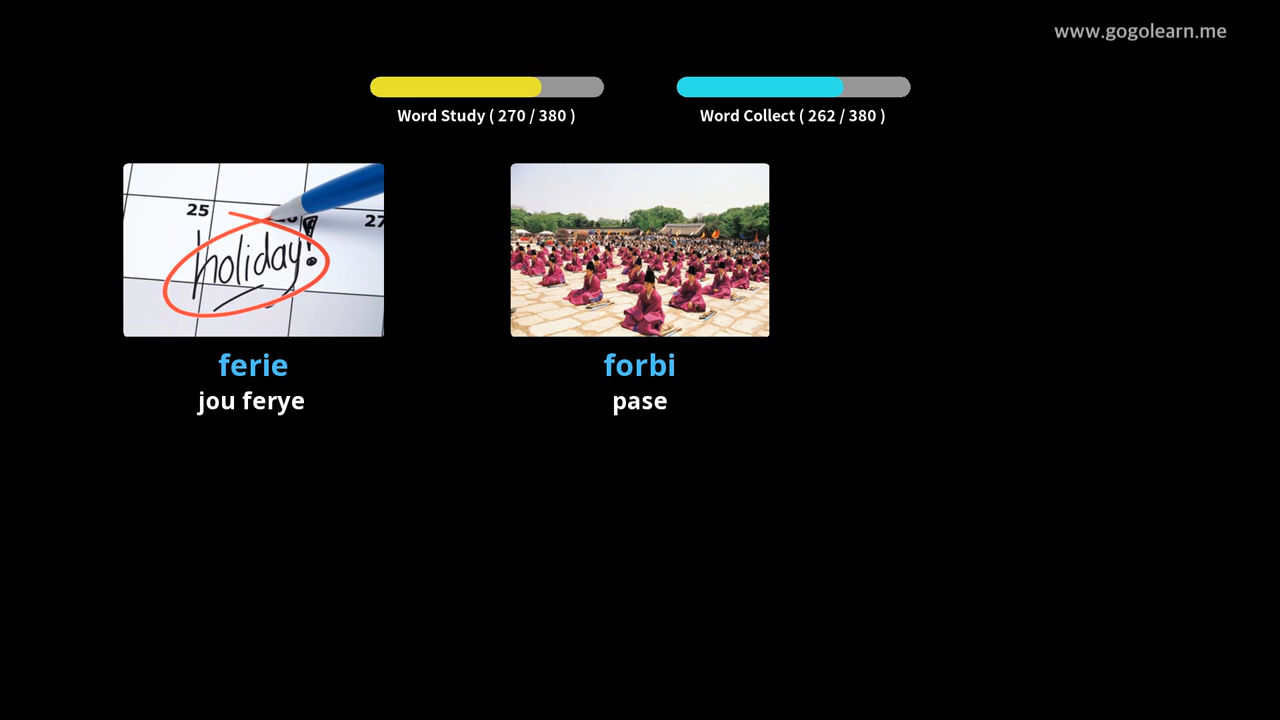 www.gogolearn.me
Word Study ( 270 / 380 )
Word Collect ( 262 / 380 )
25
27
holiday!
ferie
jou ferye
forbi
pase